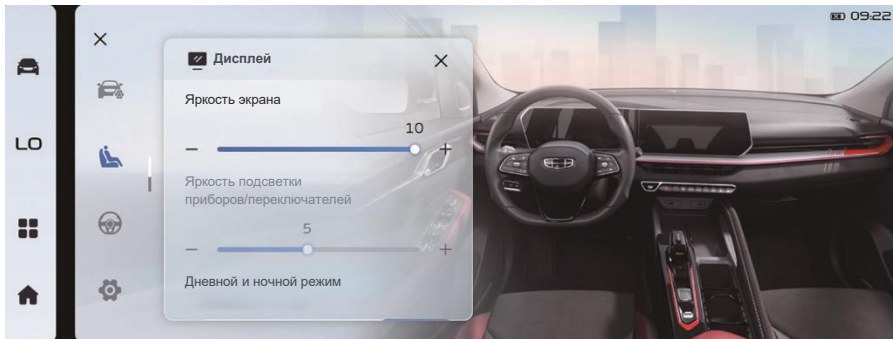 09:22
Дисплей
Яркость экрана
10
LO
Яркость подсветки
приборов/переключателей
5
Дневной и ночной режим